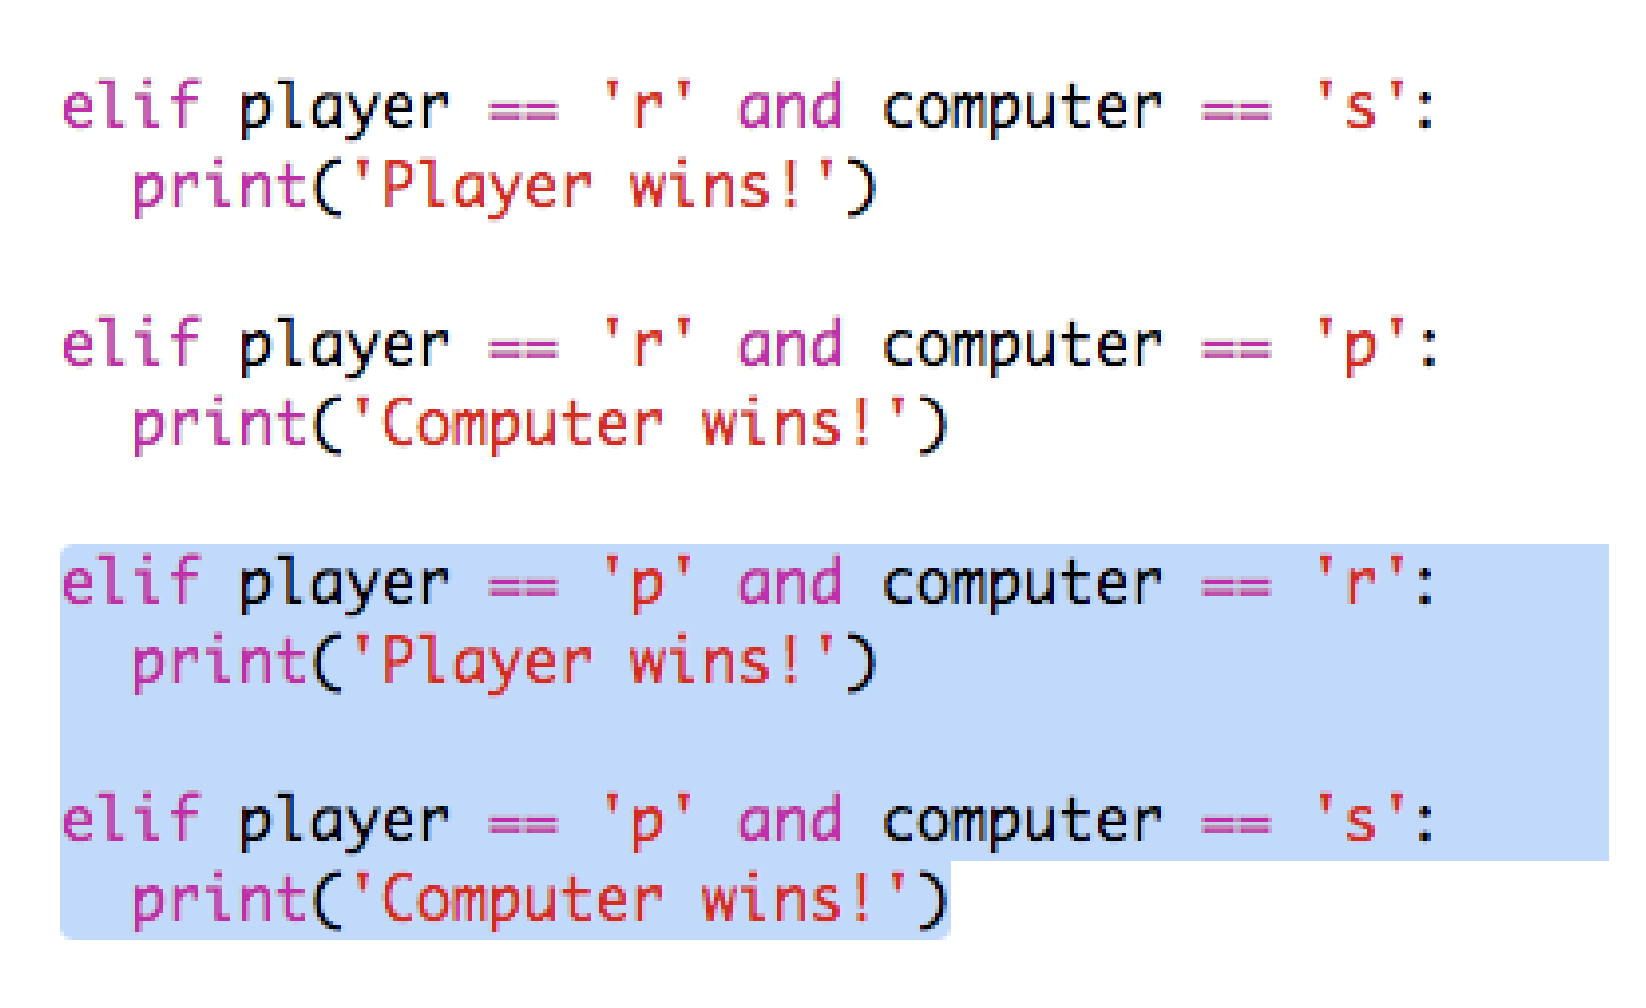 elif player == 'r' and computer == 's':
  print('Player wins!')
elif player == 'r' and computer == 'p':
  print('Computer wins!')
elif player == 'p' and computer == 'r':
  print('Player wins!')
elif player == 'p' and computer == 's':
  print('Computer wins!')